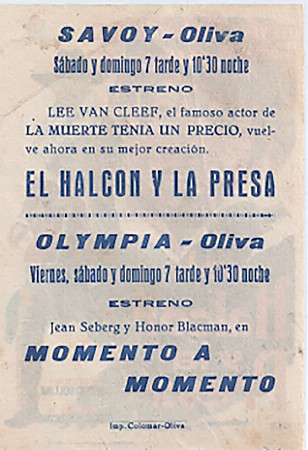 SAVOY - Oliva
Sábado y domingo 7 tarde y 10'30 noche
ESTRENO
LEE VAN CLEEF, el famoso actor de
LA MUERTE TENIA UN PRECIO, vuel-
ve ahora en su mejor creación.
EL HALCON Y LA PRESA
OLYMPIA - Oliva
Viernes, sábado y domingo 7 tarde y 10'30 noche
ESTRENO
Jean Seberg y Honor Blacman, en
MOMENTO A
MOMENTO
Imp. Colomar-Oliva